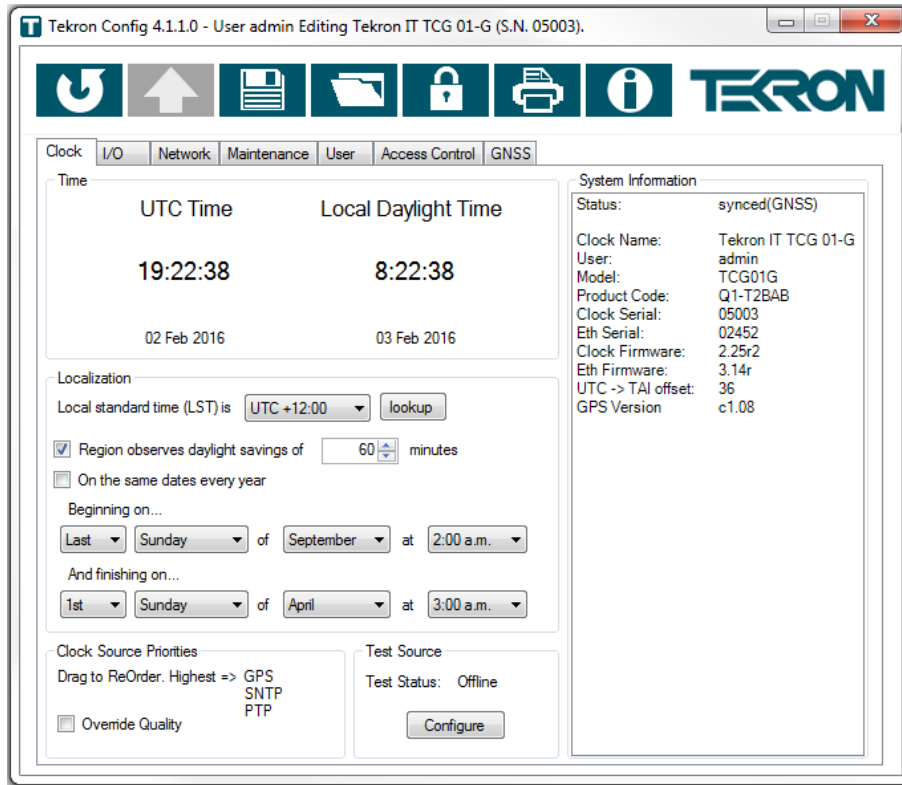 Tekron Config 4.1.1.0 - User admin Editing Tekron IT TCG 01-G (S.N. 05003).
TEKRON
Clock I/O Network Maintenance User Access Control GNSS
Time
UTC Time Local Daylight Time
19:22:38 8:22:38
02 Feb 2016 03 Feb 2016
Localization
Local standard time (LST) is UTC +12:00 lookup
Region observes daylight savings of 60 minutes
On the same dates every year
Beginning on...
Last Sunday of September at 2:00 a.m.
And finishing on...
1st Sunday of April at 3:00 a.m.
Clock Source Priorities
Drag to ReOrder. Highest => GPS
SNTP
PTP
Override Quality
Test Source
Test Status: Offline
Configure
System Information
Status: synced(GNSS)
Clock Name: Tekron IT TCG 01-G
User: admin
Model: TCG01G
Product Code: Q1-T2BAB
Clock Serial: 05003
Eth Serial: 02452
Clock Firmware: 2.25r2
Eth Firmware: 3.14r
UTC -> TAI offset: 36
GPS Version c1.08